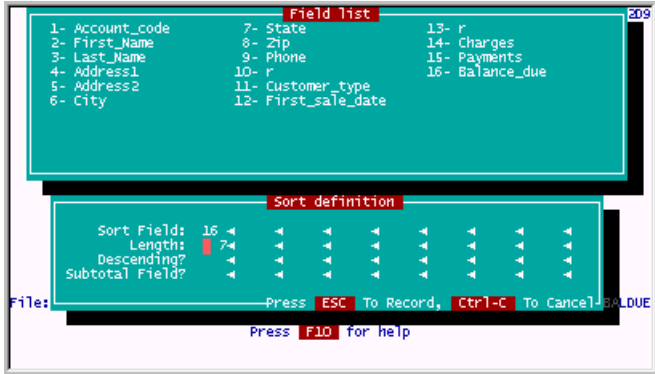 Field list
2D9
1- Account_code 7- State 13- r
2- First_Name 8- Zip 14- Charges
3- Last_Name 9- Phone 15- Payments
4- Address1 10- r 16- Balance_due
5- Address2 11- Customer_type
6- City 12- First_sale_date
Sort definition
Sort Field: 16
Length: 7
Descending?
Subtotal Field?
File: Press ESC To Record, Ctrl-C To Cancel BALDUE
Press F10 for help